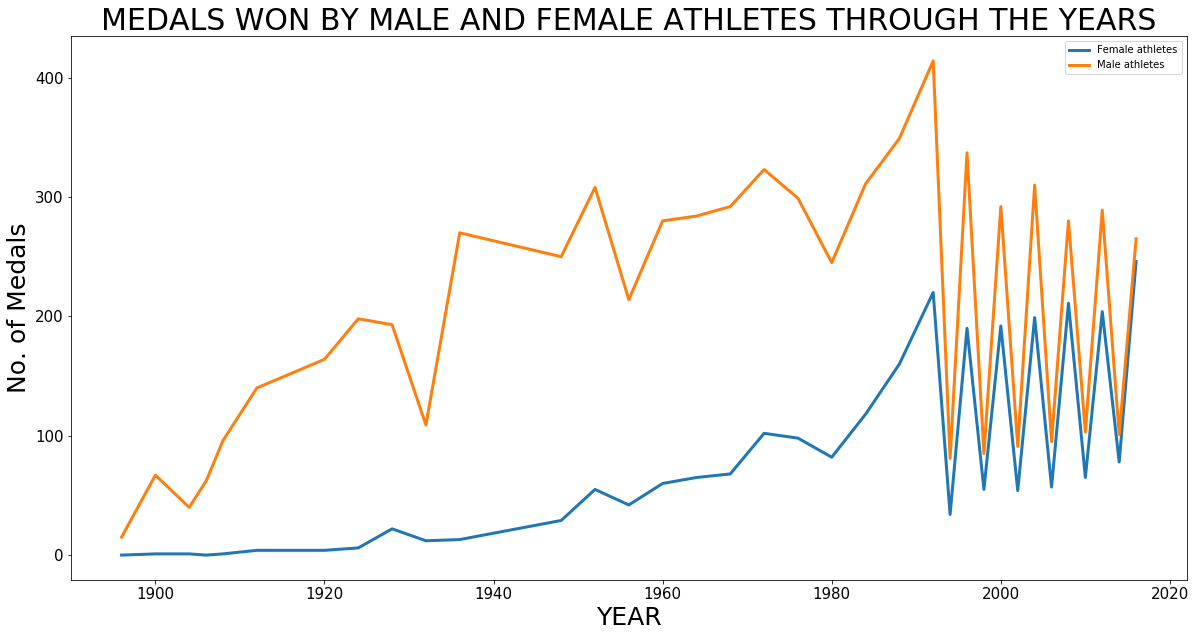 MEDALS WON BY MALE AND FEMALE ATHLETES THROUGH THE YEARS
Female athletes
Male athletes
400
300
200
100
0
No. of Medals
1900 1920 1940 1960 1980 2000 2020
YEAR